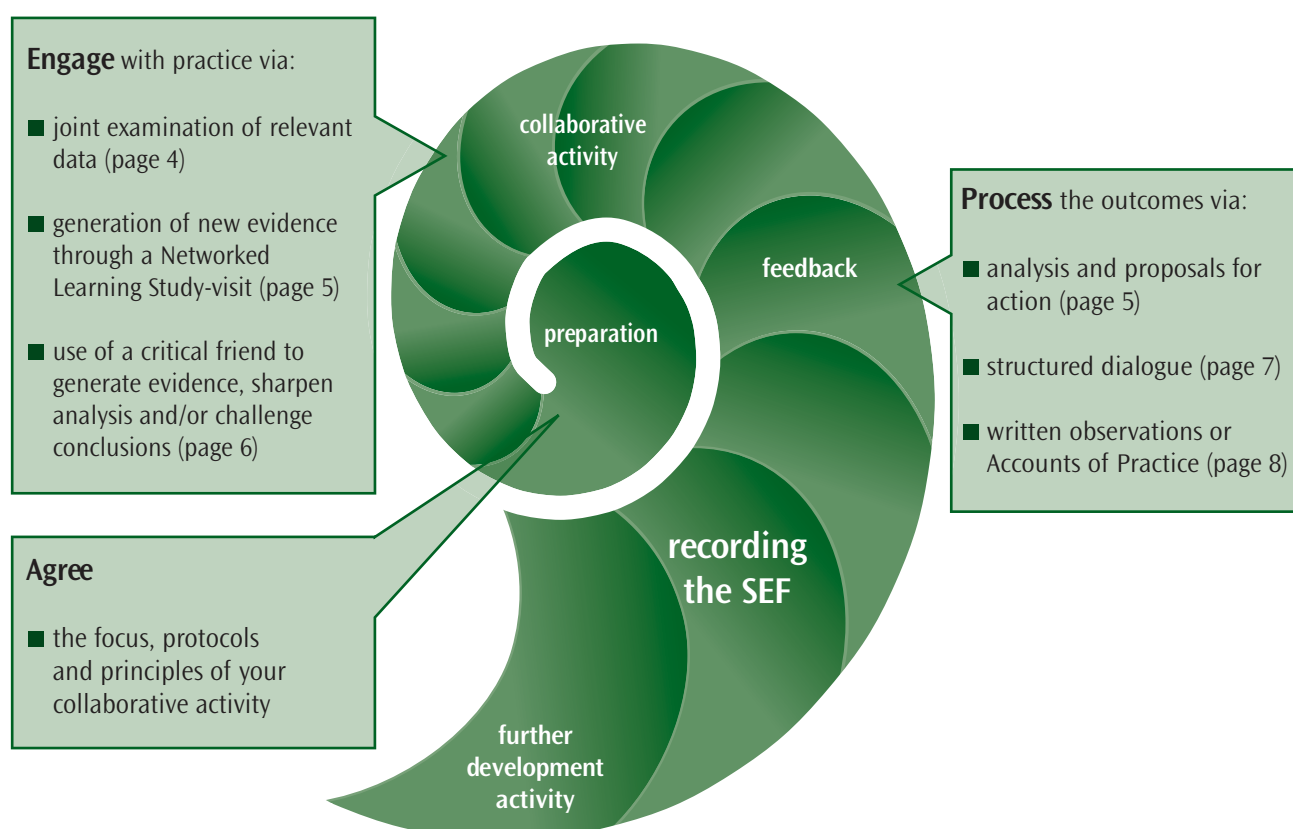 Engage with practice via:
■ joint examination of relevant
data (page 4)
■ generation of new evidence
through a Networked
Learning Study-visit (page 5)
■ use of a critical friend to
generate evidence, sharpen
analysis and/or challenge
conclusions (page 6)
Agree
■ the focus, protocols
and principles of your
collaborative activity
preparation
collaborative
activity
feedback
recording
the SEF
further
development
activity
Process the outcomes via:
■ analysis and proposals for
action (page 5)
■ structured dialogue (page 7)
■ written observations or
Accounts of Practice (page 8)